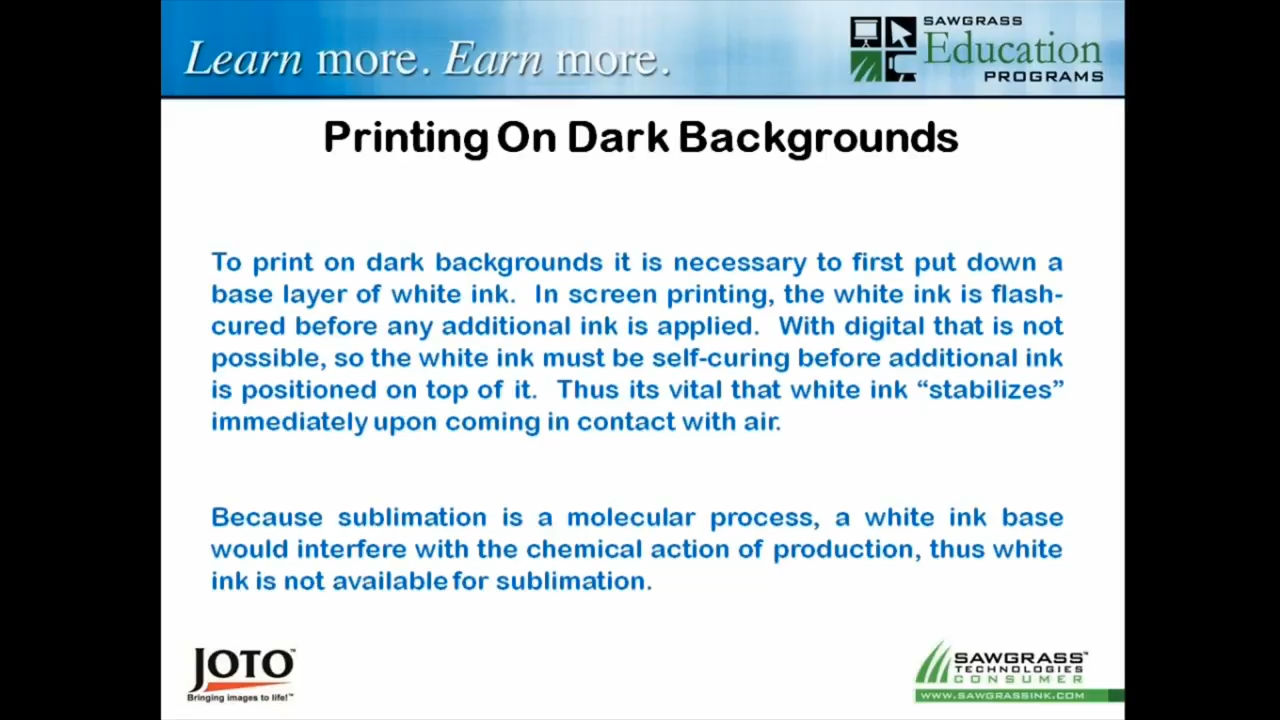 Learn more. Earn more.
SAWGRASS
Education
PROGRAMS
Printing On Dark Backgrounds
To print on dark backgrounds it is necessary to first put down a
base layer of white ink. In screen printing, the white ink is flash-
cured before any additional ink is applied. With digital that is not
possible, so the white ink must be self-curing before additional ink
is positioned on top of it. Thus its vital that white ink “stabilizes”
immediately upon coming in contact with air.
Because sublimation is a molecular process, a white ink base
would interfere with the chemical action of production, thus white
ink is not available for sublimation.
JOTO™
Bringing images to life!™
SAWGRASS™
TECHNOLOGIES
CONSUMER
WWW.SAWGRASSINK.COM